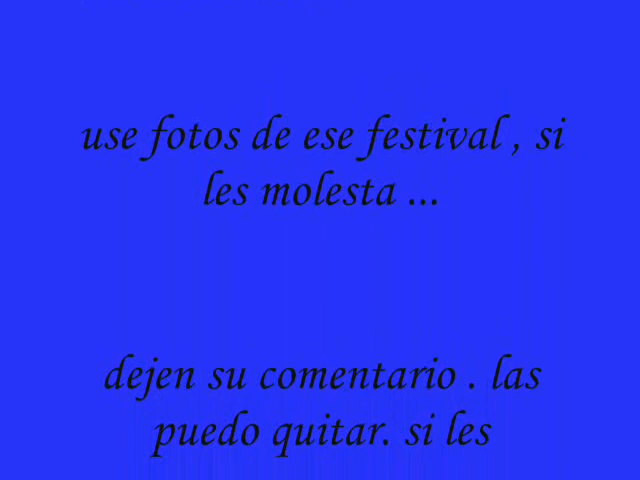 use fotos de ese festival , si
les molesta ...
dejen su comentario . las
puedo quitar. si les